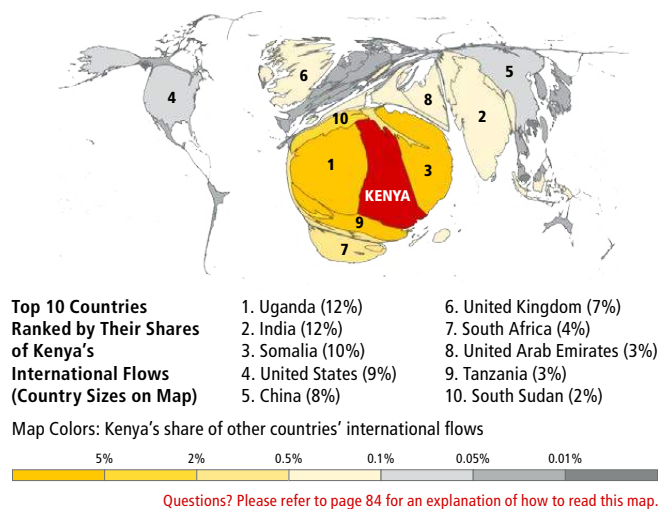 6
5
4
8
2
10
1
3
KENYA
9
7
Top 10 Countries
Ranked by Their Shares
of Kenya's
International Flows
(Country Sizes on Map)
1. Uganda (12%)
2. India (12%)
3. Somalia (10%)
4. United States (9%)
5. China (8%)
6. United Kingdom (7%)
7. South Africa (4%)
8. United Arab Emirates (3%)
9. Tanzania (3%)
10. South Sudan (2%)
Map Colors: Kenya's share of other countries' international flows
5% 2% 0.5% 0.1% 0.05% 0.01%
Questions? Please refer to page 84 for an explanation of how to read this map.